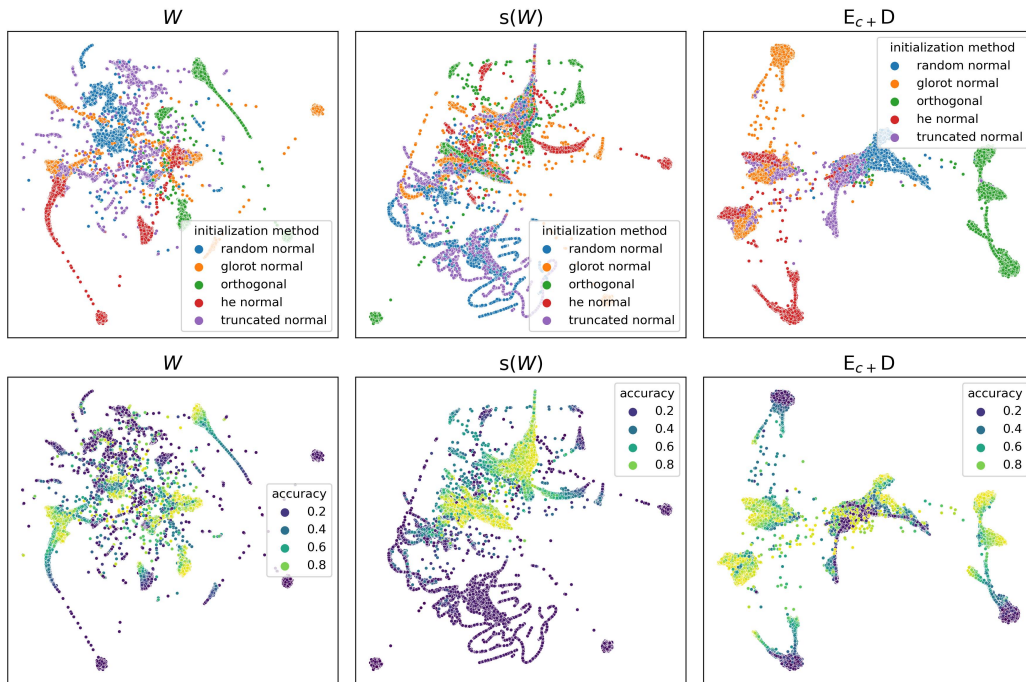 W
s(W)
E_{c+}D
initialization method
random normal
glorot normal
orthogonal
he normal
truncated normal
initialization method
random normal
glorot normal
orthogonal
he normal
truncated normal
initialization method
random normal
glorot normal
orthogonal
he normal
truncated normal
W
s(W)
E_{c+}D
accuracy
0.2
0.4
0.6
0.8
accuracy
0.2
0.4
0.6
0.8
accuracy
0.2
0.4
0.6
0.8